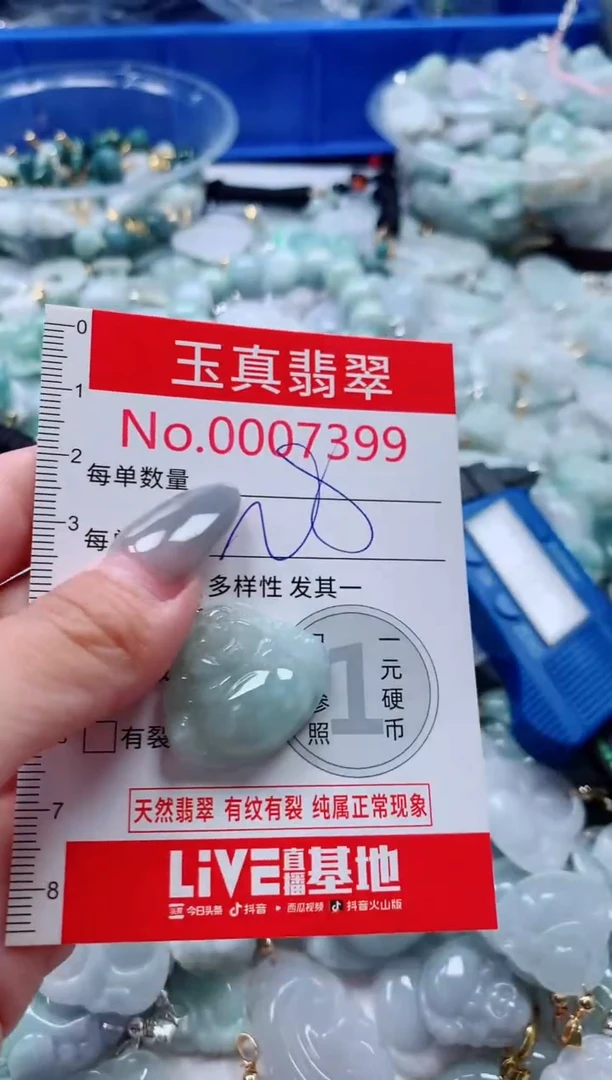 0
玉真翡翠
1
No.0007399
2
每单数量
3
每
多样性 发其一
1
一元硬币
参照
有裂
7
天然翡翠 有纹有裂 纯属正常现象
LiVE直播基地
8
头条 今日头条 抖音 西瓜视频 抖音火山版